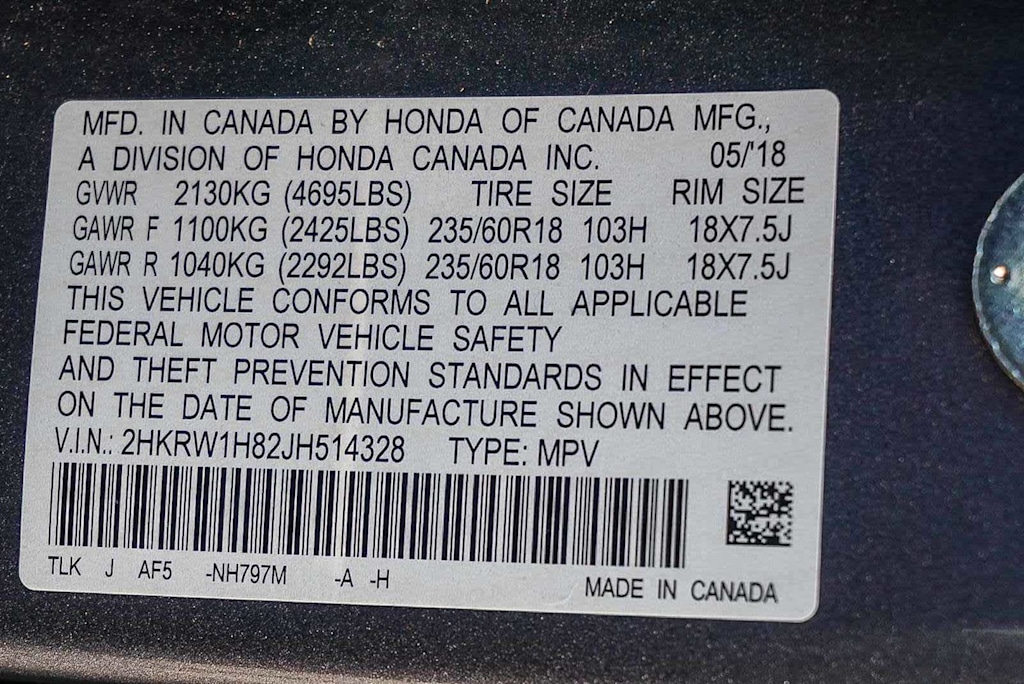 MFD. IN CANADA BY HONDA OF CANADA MFG.,
A DIVISION OF HONDA CANADA INC. 05/'18
GVWR 2130KG (4695LBS) TIRE SIZE RIM SIZE
GAWR F 1100KG (2425LBS) 235/60R18 103H 18X7.5J
GAWR R 1040KG (2292LBS) 235/60R18 103H 18X7.5J
THIS VEHICLE CONFORMS TO ALL APPLICABLE
FEDERAL MOTOR VEHICLE SAFETY
AND THEFT PREVENTION STANDARDS IN EFFECT
ON THE DATE OF MANUFACTURE SHOWN ABOVE.
V.I.N.: 2HKRW1H82JH514328 TYPE: MPV
TLK J AF5 -NH797M -A -H
MADE IN CANADA